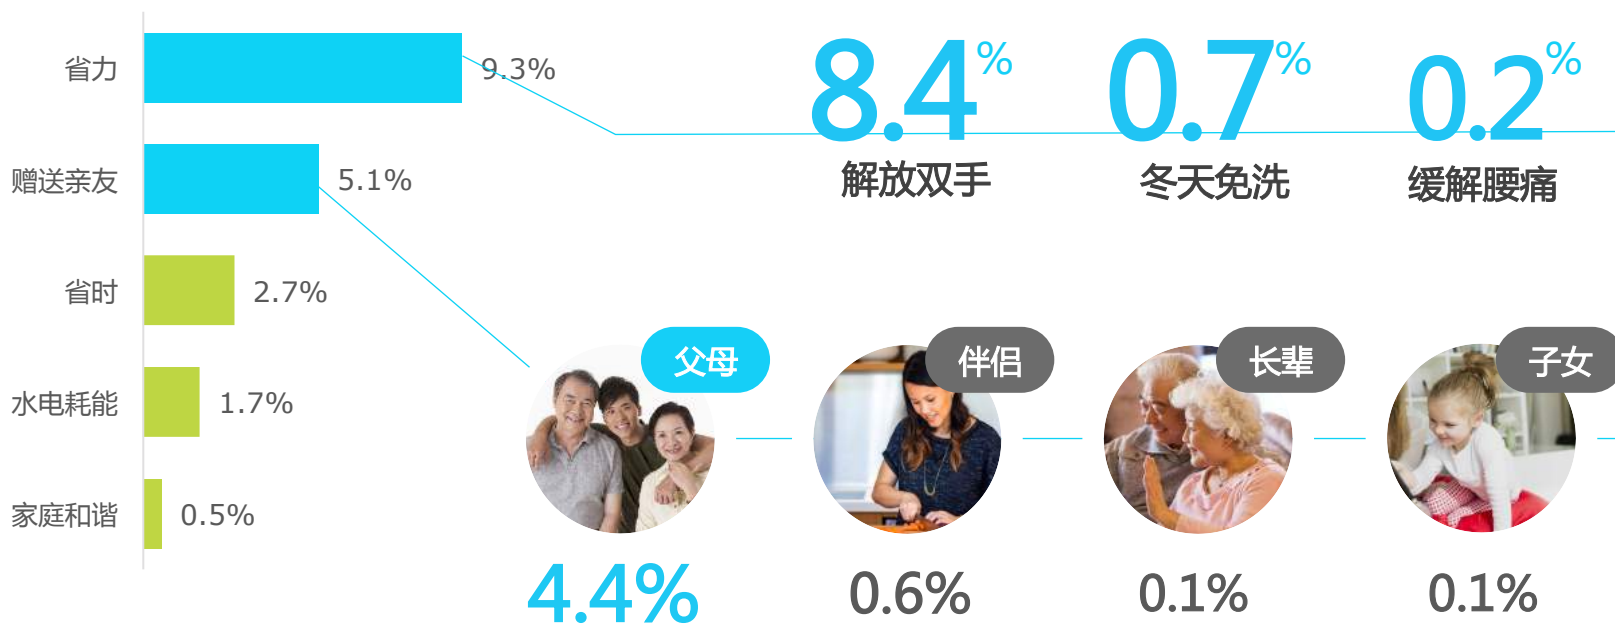 省力
9.3%
赠送亲友
5.1%
省时
2.7%
水电耗能
1.7%
家庭和谐
0.5%
8.4%
解放双手
0.7%
冬天免洗
0.2%
缓解腰痛
父母
4.4%
伴侣
0.6%
长辈
0.1%
子女
0.1%